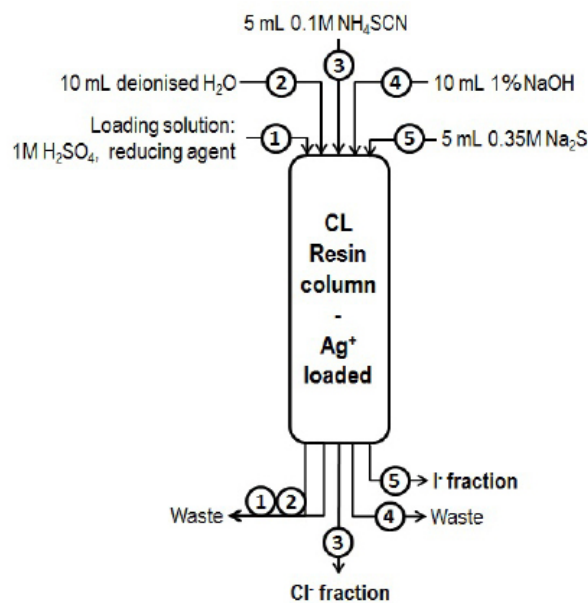 5 mL 0.1M NH₄SCN
3
10 mL deionised H₂O
2
4
10 mL 1% NaOH
Loading solution:
1M H₂SO₄, reducing agent
1
5
5 mL 0.35M Na₂S
CL
Resin
column
-
Ag⁺
loaded
5
I⁻ fraction
Waste
1
2
4
Waste
3
Cl⁻ fraction